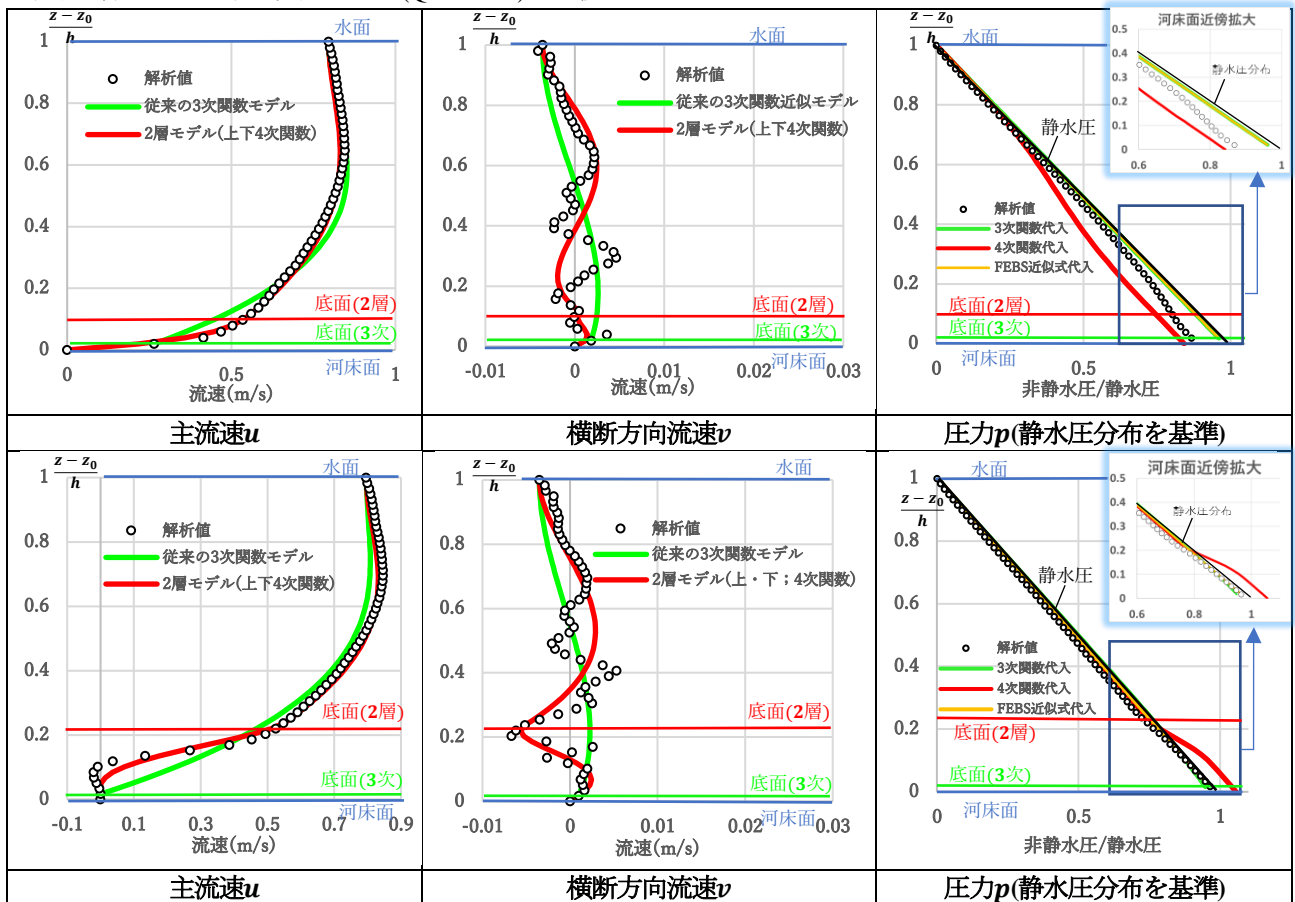 z − z₀
h
水面
1
0.8
0.6
0.4
0.2
0
解析値
従来の3次関数モデル
2層モデル(上下4次関数)
底面(2層)
底面(3次)
河床面
0
0.5
1
流速(m/s)
主流速u
z − z₀
h
水面
1
0.8
0.6
0.4
0.2
0
解析値
従来の3次関数近似モデル
2層モデル(上下4次関数)
底面(2層)
底面(3次)
河床面
-0.01
0
0.01
0.02
0.03
流速(m/s)
横断方向流速v
z − z₀
h
水面
1
0.8
0.6
0.4
0.2
0
静水圧
解析値
3次関数代入
4次関数代入
FEBS近似式代入
底面(2層)
底面(3次)
河床面
0
0.5
1
非静水圧/静水圧
河床面近傍拡大
0.5
0.4
0.3
0.2
0.1
0
静水圧分布
0.6
0.8
1
圧力p(静水圧分布を基準)
z − z₀
h
水面
1
0.8
0.6
0.4
0.2
0
解析値
従来の3次関数モデル
2層モデル(上下4次関数)
底面(2層)
底面(3次)
河床面
-0.1
0.1
0.3
0.5
0.7
0.9
流速(m/s)
主流速u
z − z₀
h
水面
1
0.8
0.6
0.4
0.2
0
解析値
従来の3次関数モデル
2層モデル(上・下；4次関数)
底面(2層)
底面(3次)
河床面
-0.01
0
0.01
0.02
0.03
流速(m/s)
横断方向流速v
z − z₀
h
水面
1
0.8
0.6
0.4
0.2
0
静水圧
解析値
3次関数代入
4次関数代入
FEBS近似式代入
底面(2層)
底面(3次)
河床面
0
0.5
1
非静水圧/静水圧
河床面近傍拡大
0.5
0.4
0.3
0.2
0.1
0
静水圧分布
0.6
0.8
1
圧力p(静水圧分布を基準)